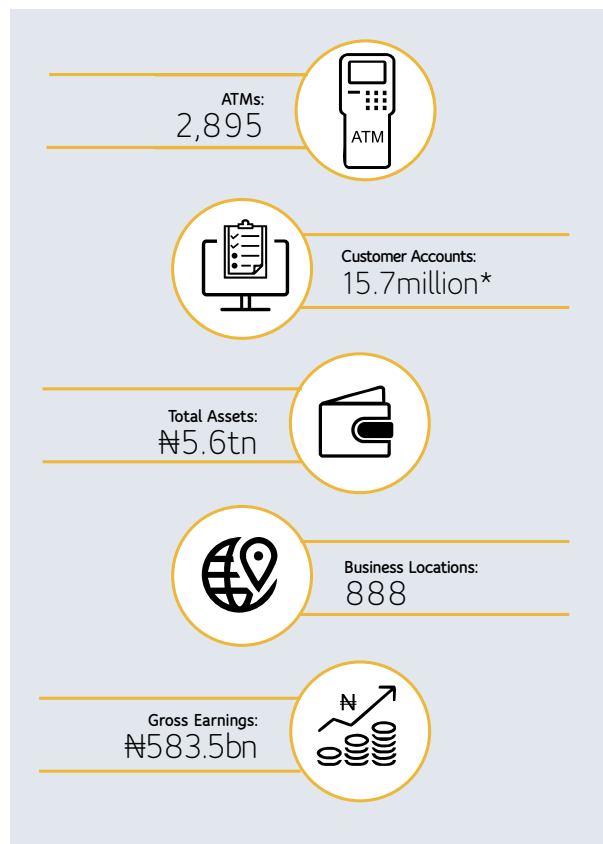 ATMs:
2,895
ATM
Customer Accounts:
15.7million*
Total Assets:
₦5.6tn
Business Locations:
888
₦
Gross Earnings:
₦583.5bn